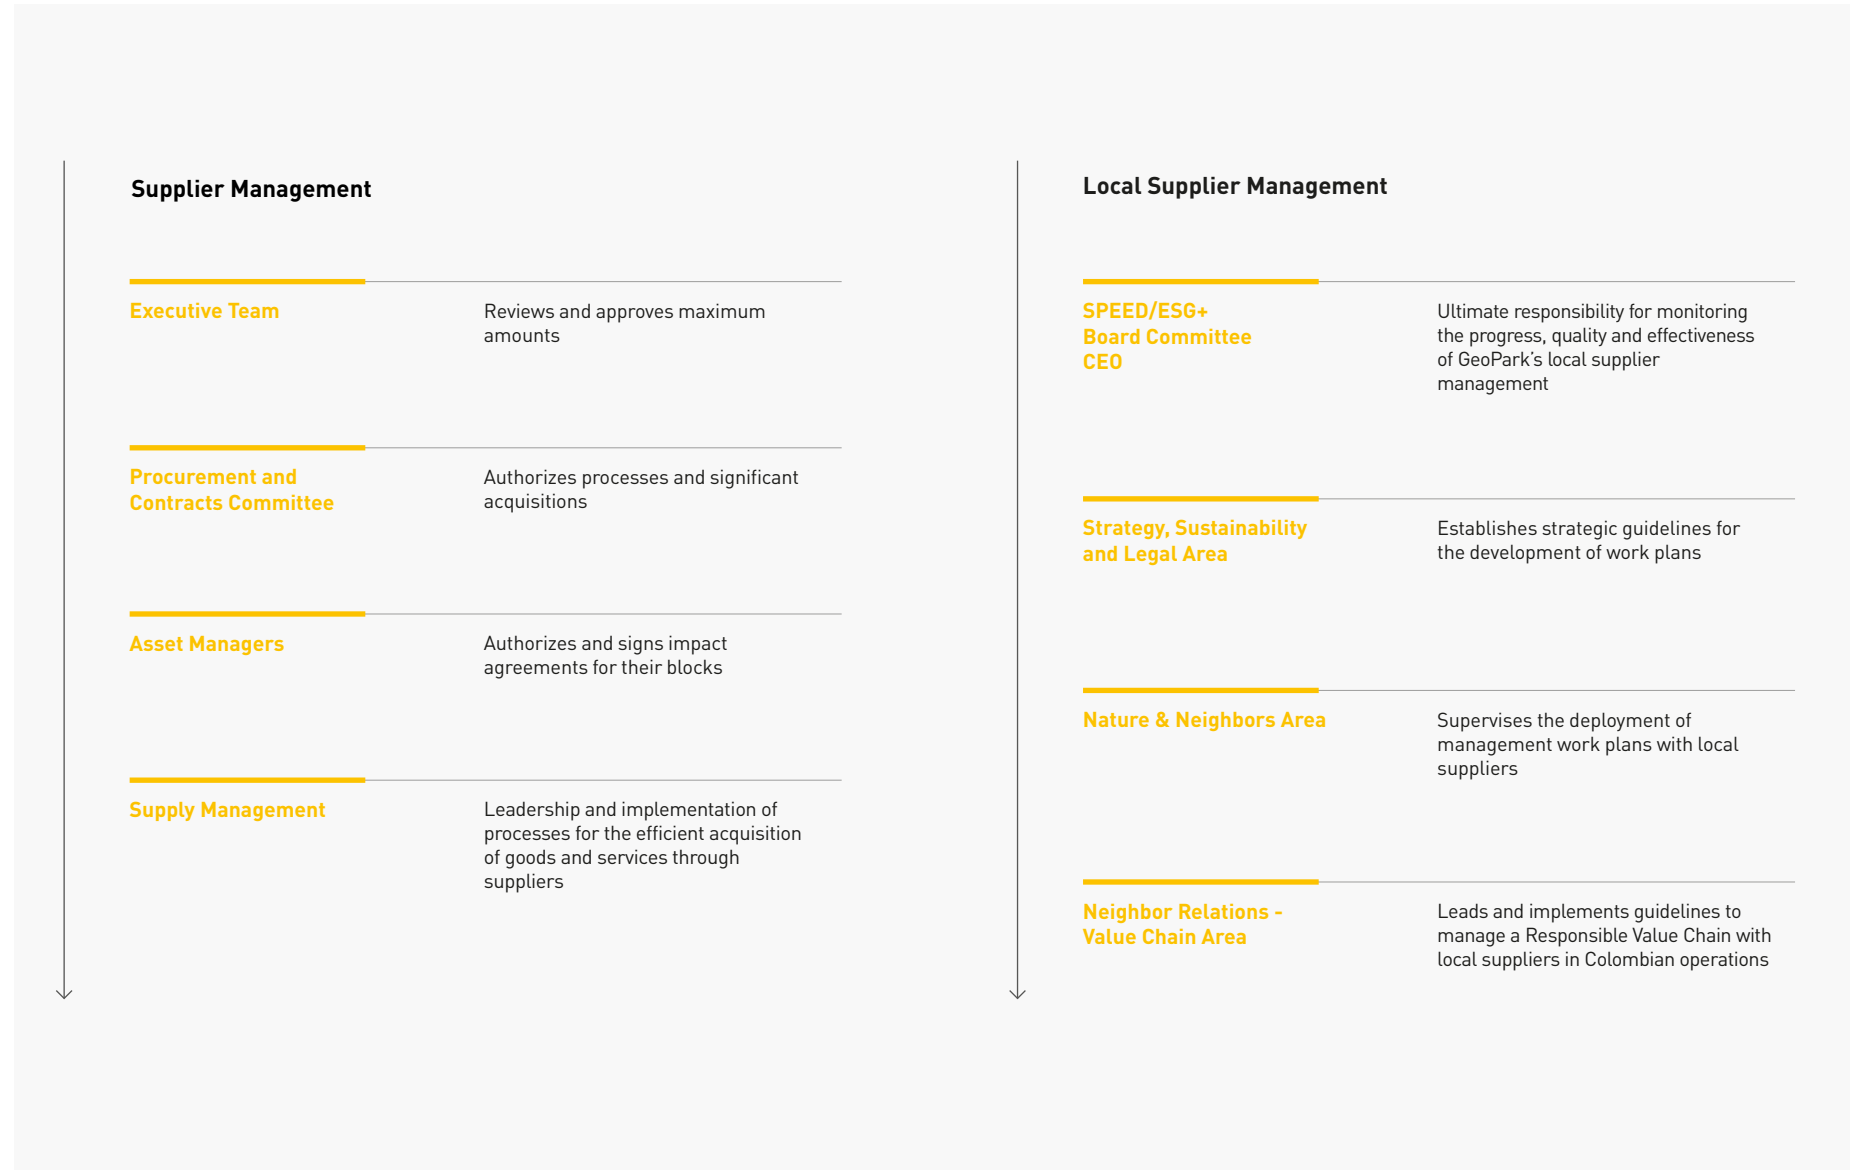 Supplier Management
Executive Team
Reviews and approves maximum
amounts
Procurement and
Contracts Committee
Authorizes processes and significant
acquisitions
Asset Managers
Authorizes and signs impact
agreements for their blocks
Supply Management
Leadership and implementation of
processes for the efficient acquisition
of goods and services through
suppliers
Local Supplier Management
SPEED/ESG+
Board Committee
CEO
Ultimate responsibility for monitoring
the progress, quality and effectiveness
of GeoPark’s local supplier
management
Strategy, Sustainability
and Legal Area
Establishes strategic guidelines for
the development of work plans
Nature & Neighbors Area
Supervises the deployment of
management work plans with local
suppliers
Neighbor Relations -
Value Chain Area
Leads and implements guidelines to
manage a Responsible Value Chain with
local suppliers in Colombian operations